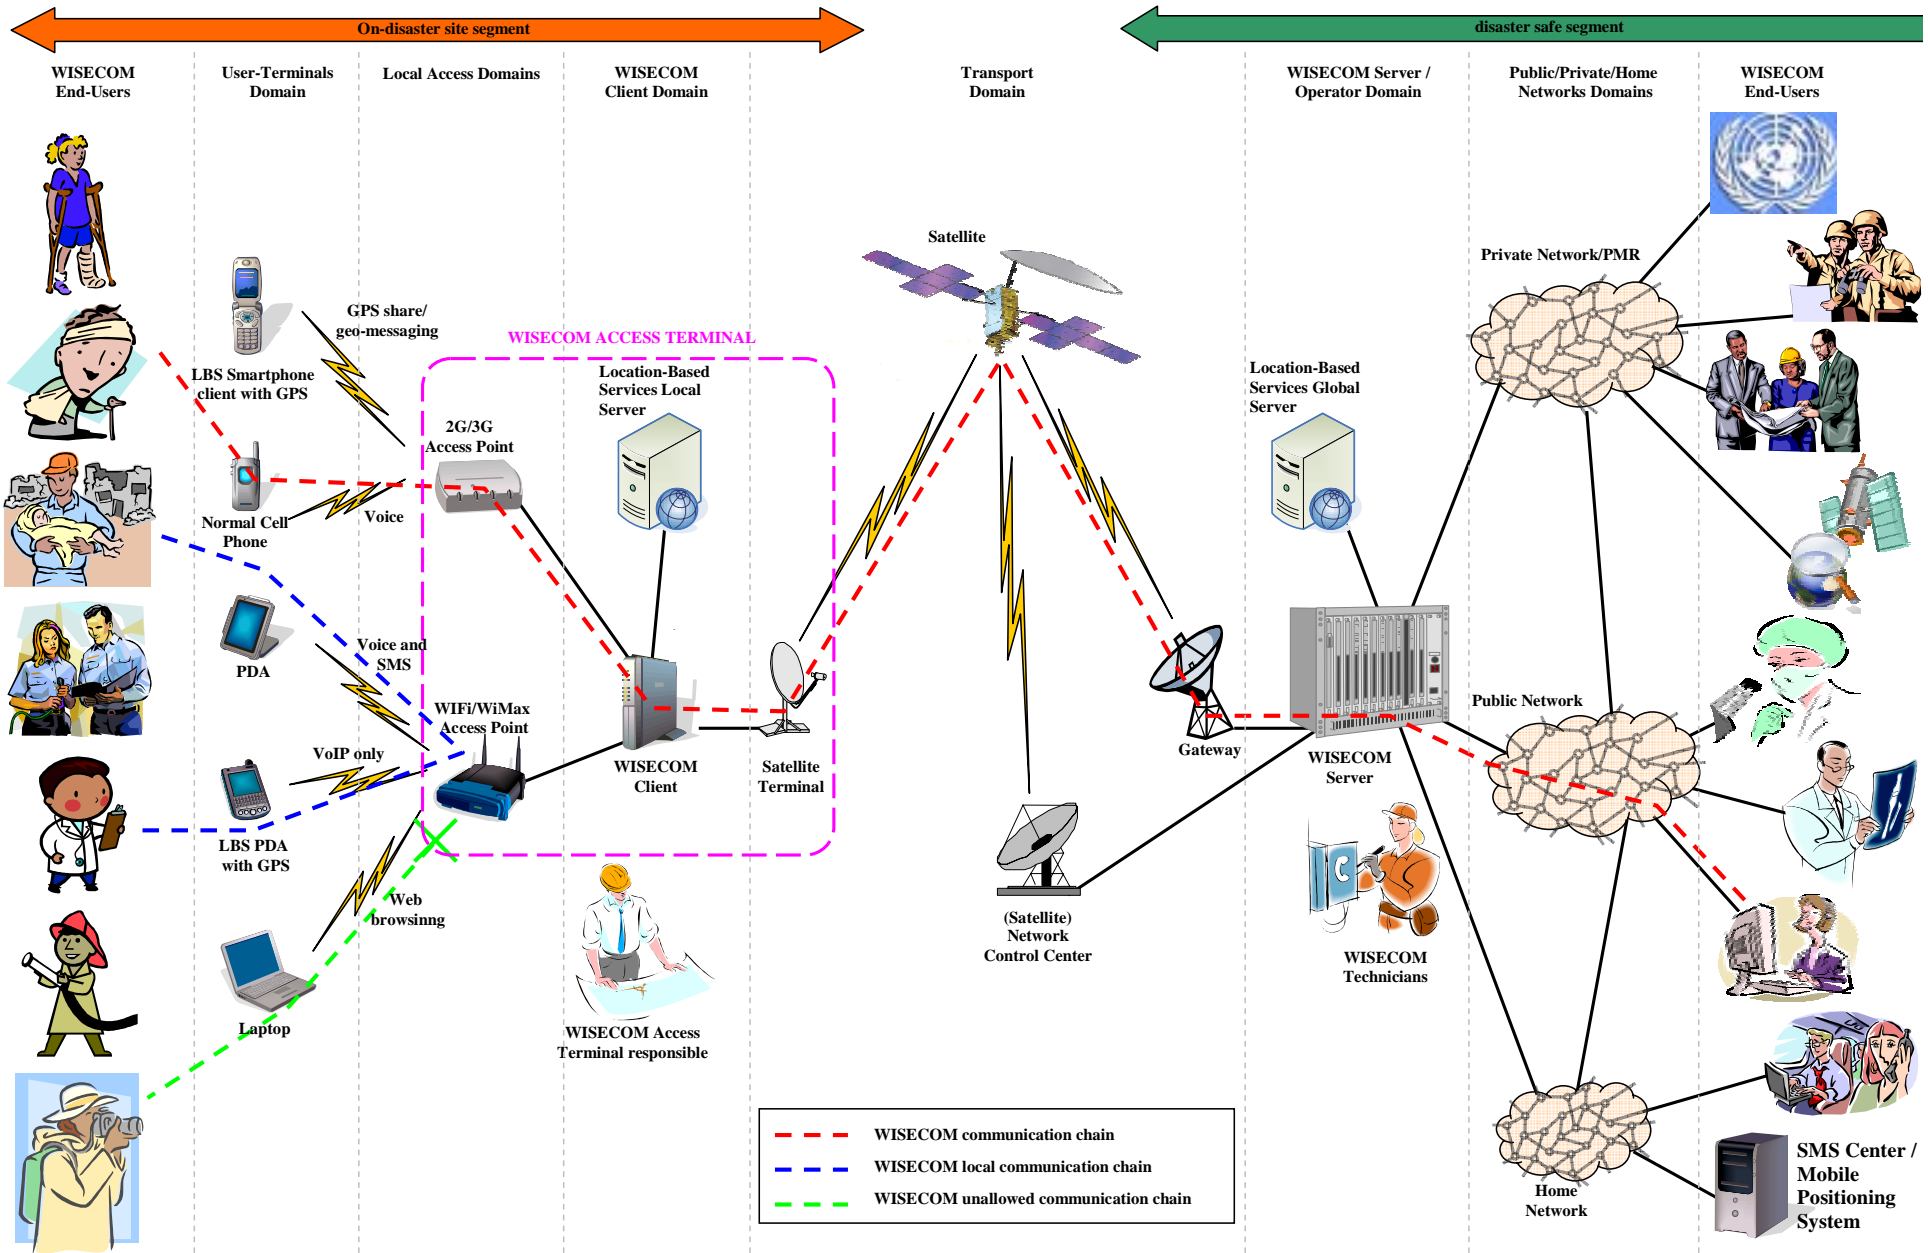 On-disaster site segment
disaster safe segment
WISECOM
End-Users
User-Terminals
Domain
Local Access Domains
WISECOM
Client Domain
Transport
Domain
WISECOM Server /
Operator Domain
Public/Private/Home
Networks Domains
WISECOM
End-Users
Satellite
Private Network/PMR
GPS share/
geo-messaging
WISECOM ACCESS TERMINAL
LBS Smartphone
client with GPS
Location-Based
Services Local
Server
Location-Based
Services Global
Server
2G/3G
Access Point
Normal Cell
Phone
Voice
Voice and
SMS
PDA
WIFi/WiMax
Access Point
Public Network
VoIP only
WISECOM
Client
Satellite
Terminal
Gateway
WISECOM
Server
LBS PDA
with GPS
Web
browsinng
(Satellite)
Network
Control Center
WISECOM
Technicians
Laptop
WISECOM Access
Terminal responsible
WISECOM communication chain
WISECOM local communication chain
WISECOM unallowed communication chain
Home
Network
SMS Center /
Mobile
Positioning
System